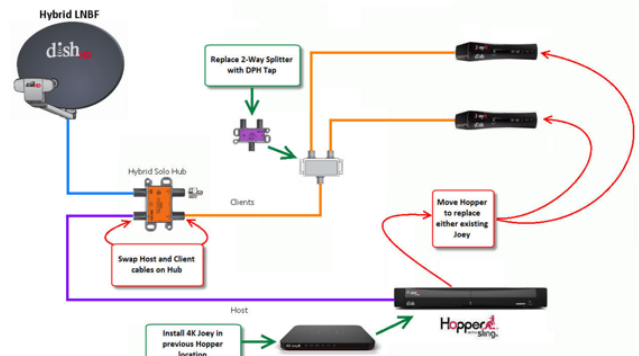 Hybrid LNBF
dish
Replace 2-Way Splitter
with DPH Tap
Hybrid Solo Hub
Clients
Swap Host and Client
cables on Hub
Move Hopper
to replace
either existing
Joey
Host
Hopper
sling
Install 4K Joey in
previous Hopper
location